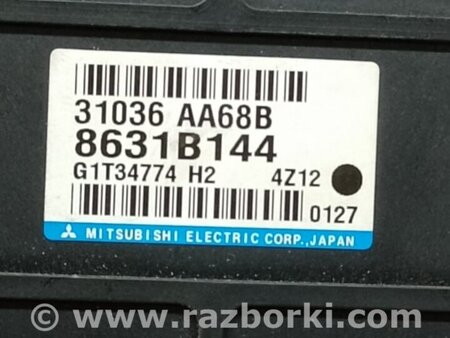 31036 AA68B
8631B144
G1T34774 H2 4Z12
0127
MITSUBISHI ELECTRIC CORP., JAPAN
© www.razborki.com